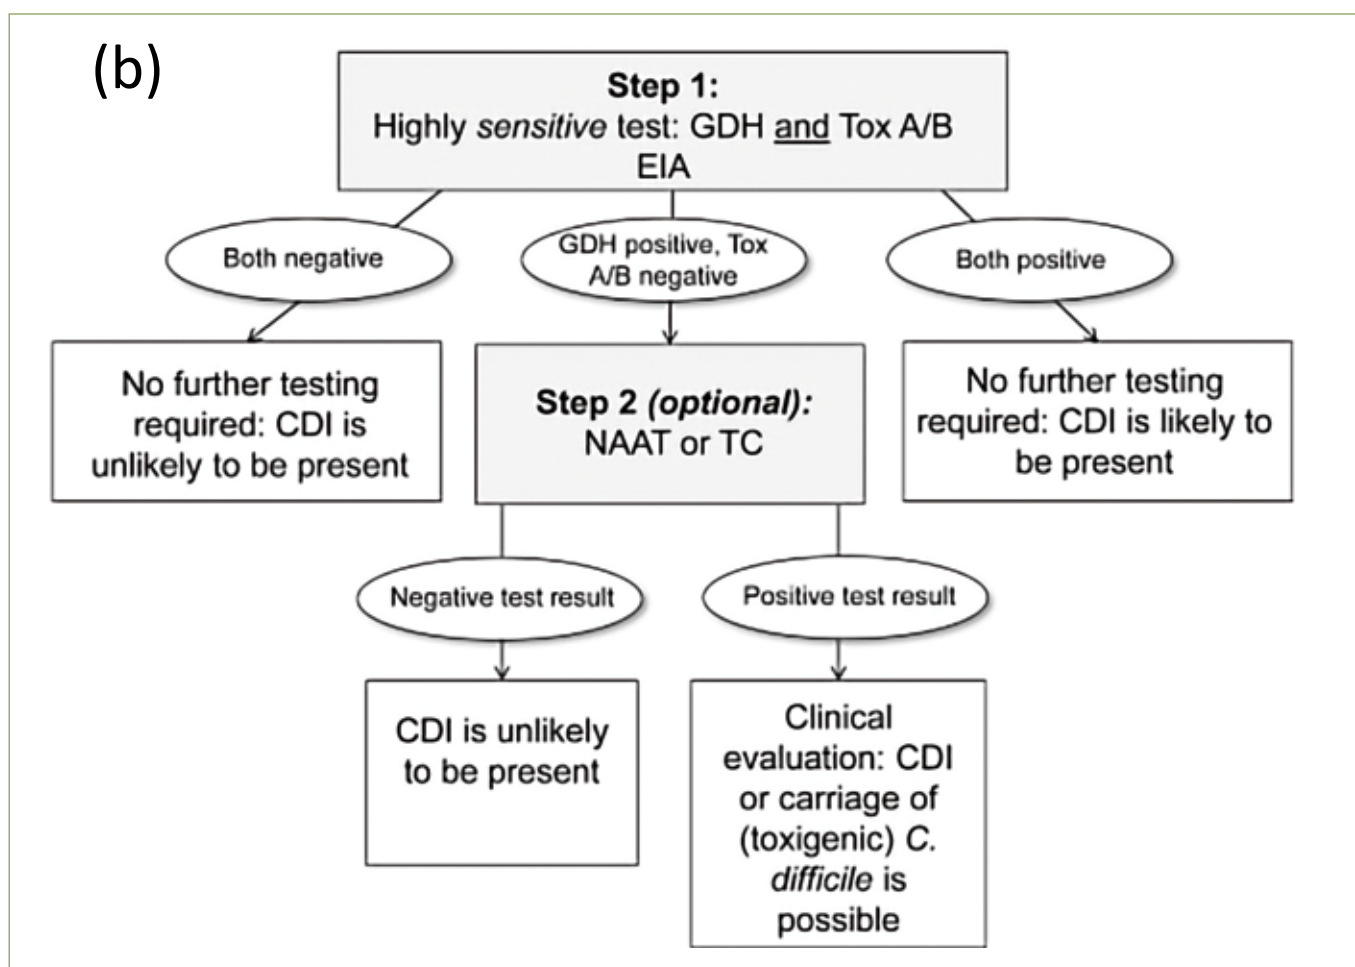 (b)
Step 1:
Highly sensitive test: GDH and Tox A/B
EIA
Both negative
GDH positive, Tox
A/B negative
Both positive
No further testing
required: CDI is
unlikely to be present
Step 2 (optional):
NAAT or TC
No further testing
required: CDI is likely to
be present
Negative test result
Positive test result
CDI is unlikely
to be present
Clinical
evaluation: CDI
or carriage of
(toxigenic) C.
difficile is
possible